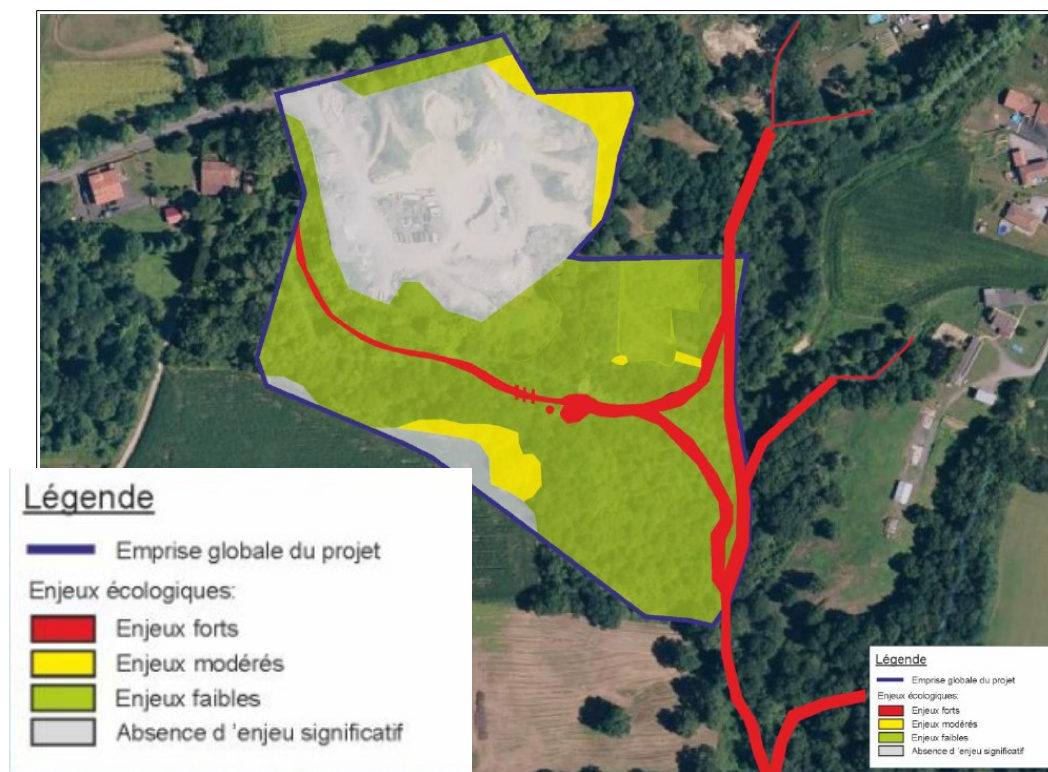 Légende
Emprise globale du projet
Enjeux écologiques:
Enjeux forts
Enjeux modérés
Enjeux faibles
Absence d 'enjeu significatif
Légende
Emprise globale du projet
Enjeux écologiques:
Enjeux forts
Enjeux modérés
Enjeux faibles
Absence d 'enjeu significatif